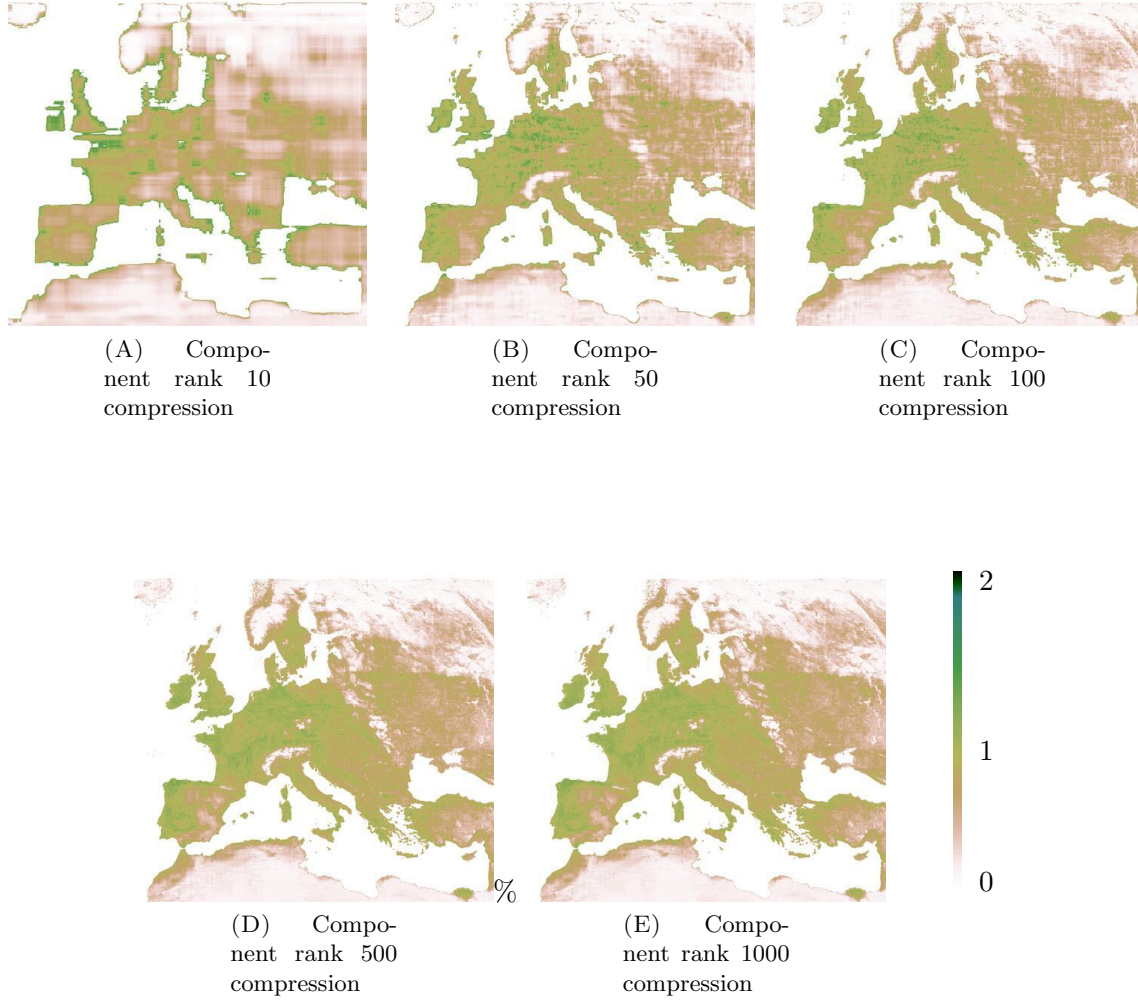 (A) Compo-
nent rank 10
compression
(B) Compo-
nent rank 50
compression
(C) Compo-
nent rank 100
compression
2
1
0
%
(D) Compo-
nent rank 500
compression
(E) Compo-
nent rank 1000
compression